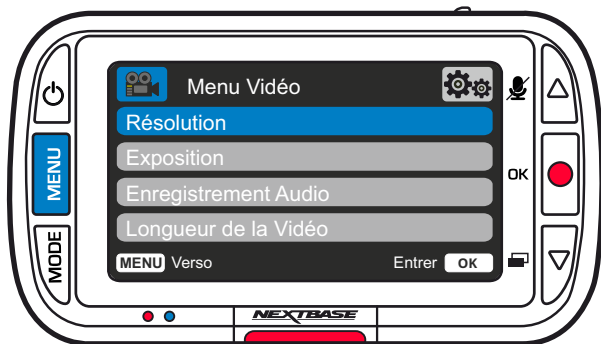 Menu Vidéo
Résolution
Exposition
Enregistrement Audio
Longueur de la Vidéo
MENU Verso Entrer OK
MENU
MODE
OK
NEXTBASE